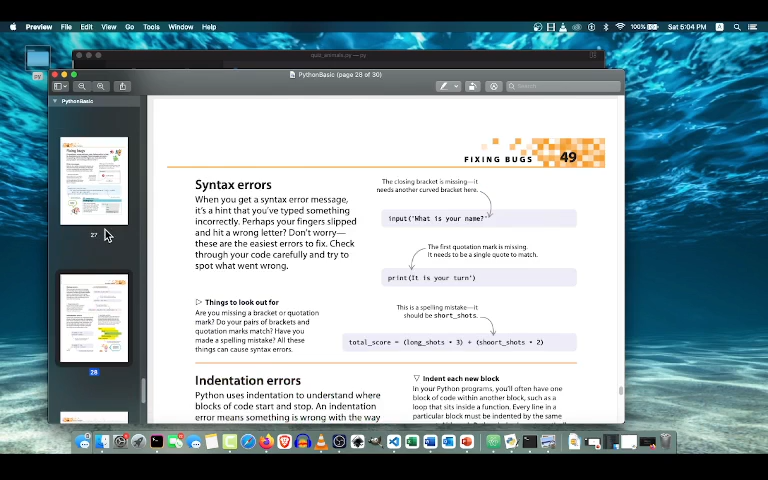 Preview File Edit View Go Tools Window Help
100% Sat 5:04 PM
quiz_animals.py — py
PythonBasic (page 28 of 30)
Search
PythonBasic
py
Fixing bugs
27
28
FIXING BUGS 49
Syntax errors
When you get a syntax error message,
it's a hint that you've typed something
incorrectly. Perhaps your fingers slipped
and hit a wrong letter? Don't worry—
these are the easiest errors to fix. Check
through your code carefully and try to
spot what went wrong.
The closing bracket is missing—it
needs another curved bracket here.
input('What is your name?'
The first quotation mark is missing.
It needs to be a single quote to match.
print(It is your turn')
▷ Things to look out for
Are you missing a bracket or quotation
mark? Do your pairs of brackets and
quotation marks match? Have you
made a spelling mistake? All these
things can cause syntax errors.
This is a spelling mistake—it
should be short_shots.
total_score = (long_shots * 3) + (shoort_shots * 2)
Indentation errors
Python uses indentation to understand where
blocks of code start and stop. An indentation
error means something is wrong with the way
▽ Indent each new block
In your Python programs, you'll often have one
block of code within another block, such as a
loop that sits inside a function. Every line in a
particular block must be indented by the same